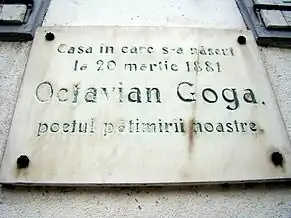 Casa în care s-a născut
la 20 martie 1881
Octavian Goga.
poetul pătimirii noastre.